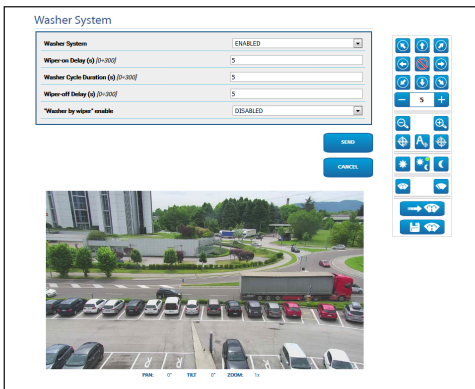 Washer System
Washer System ENABLED
Wiper-on Delay (s) [0÷300] 5
Washer Cycle Duration (s) [0÷300] 5
Wiper-off Delay (s) [0÷300] 5
"Washer by wiper" enable DISABLED
SEND
CANCEL
5
A
PAN: 0° TILT 0° ZOOM: 1x